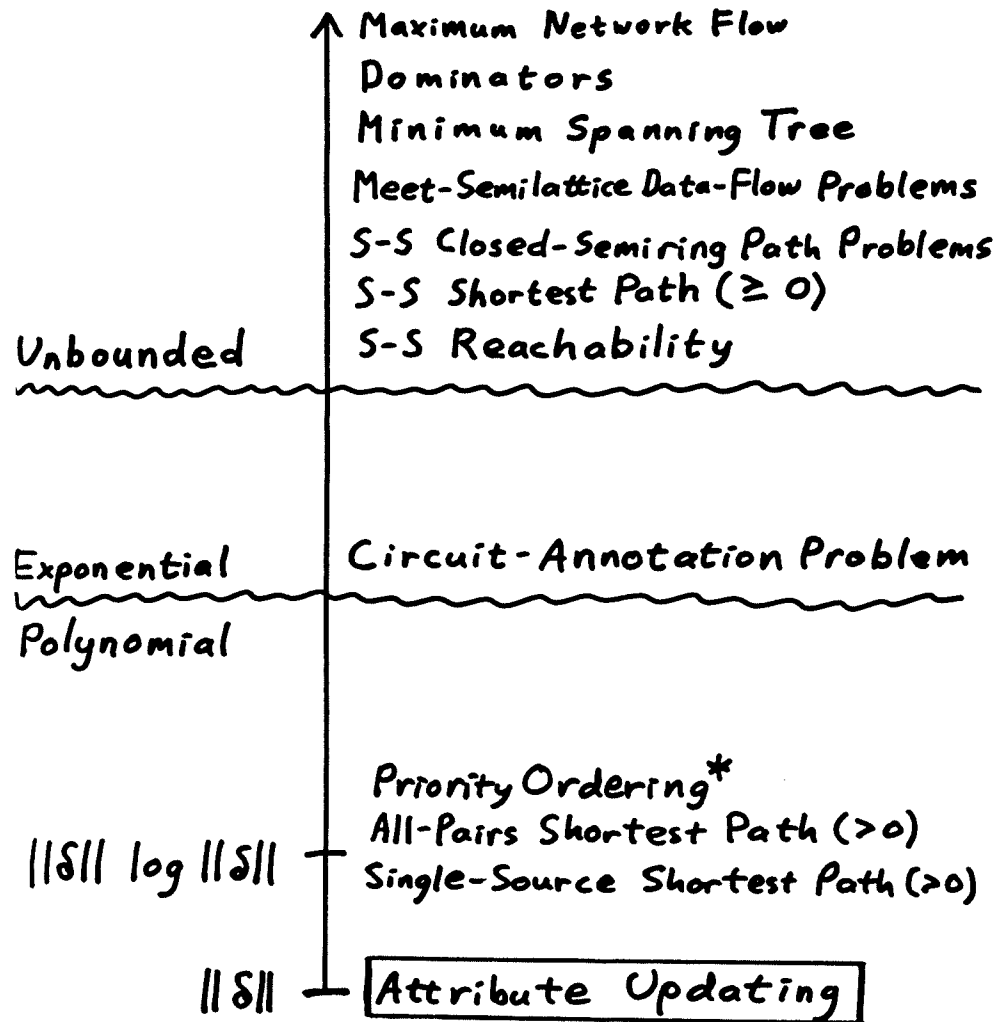 Maximum Network Flow
Dominators
Minimum Spanning Tree
Meet-Semilattice Data-Flow Problems
S-S Closed-Semiring Path Problems
S-S Shortest Path (≥ 0)
Unbounded
S-S Reachability
Exponential
Circuit-Annotation Problem
Polynomial
Priority Ordering*
All-Pairs Shortest Path (>0)
||δ|| log ||δ||
Single-Source Shortest Path (>0)
||δ||
Attribute Updating